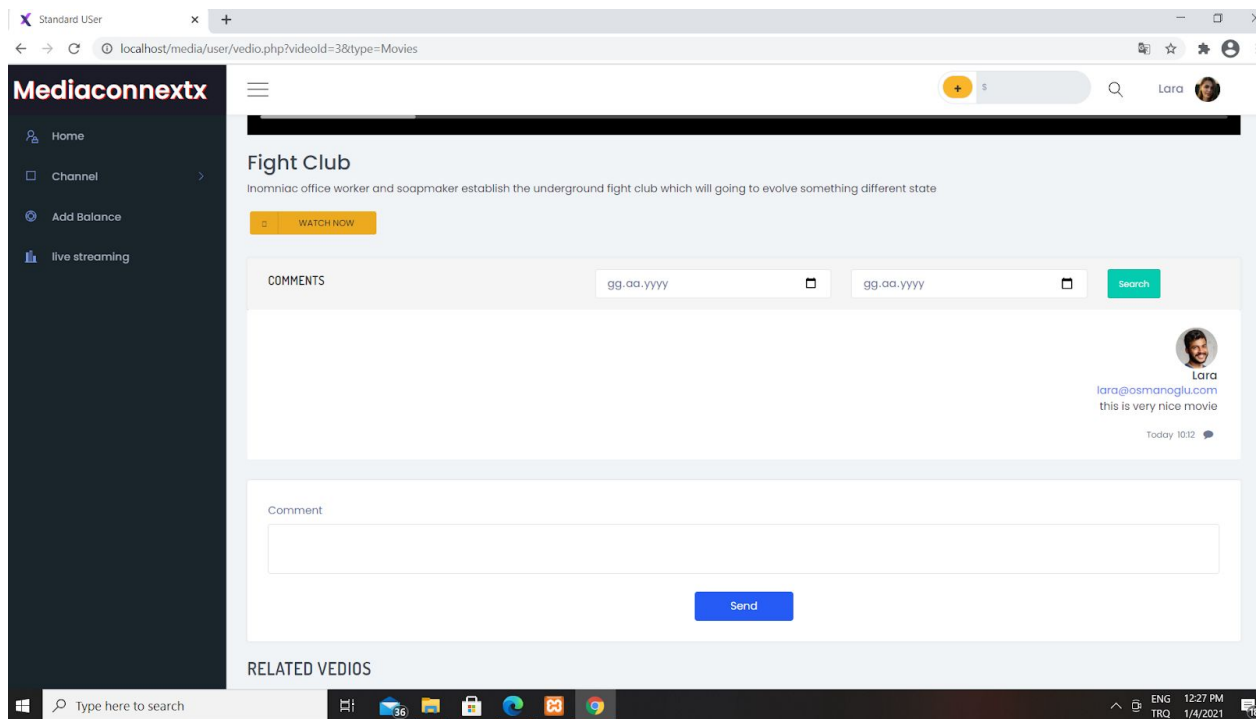 Standard USer
localhost/media/user/vedio.php?videoId=3&type=Movies
Mediaconnextx
+ $
Lara
Home
Channel
Add Balance
live streaming
Fight Club
Inomniac office worker and soapmaker establish the underground fight club which will going to evolve something different state
WATCH NOW
COMMENTS
gg.aa.yyyy
gg.aa.yyyy
Search
Lara
lara@osmanoglu.com
this is very nice movie
Today 10:12
Comment
Send
RELATED VEDIOS
Type here to search
36
ENG 12:27 PM
TRQ 1/4/2021